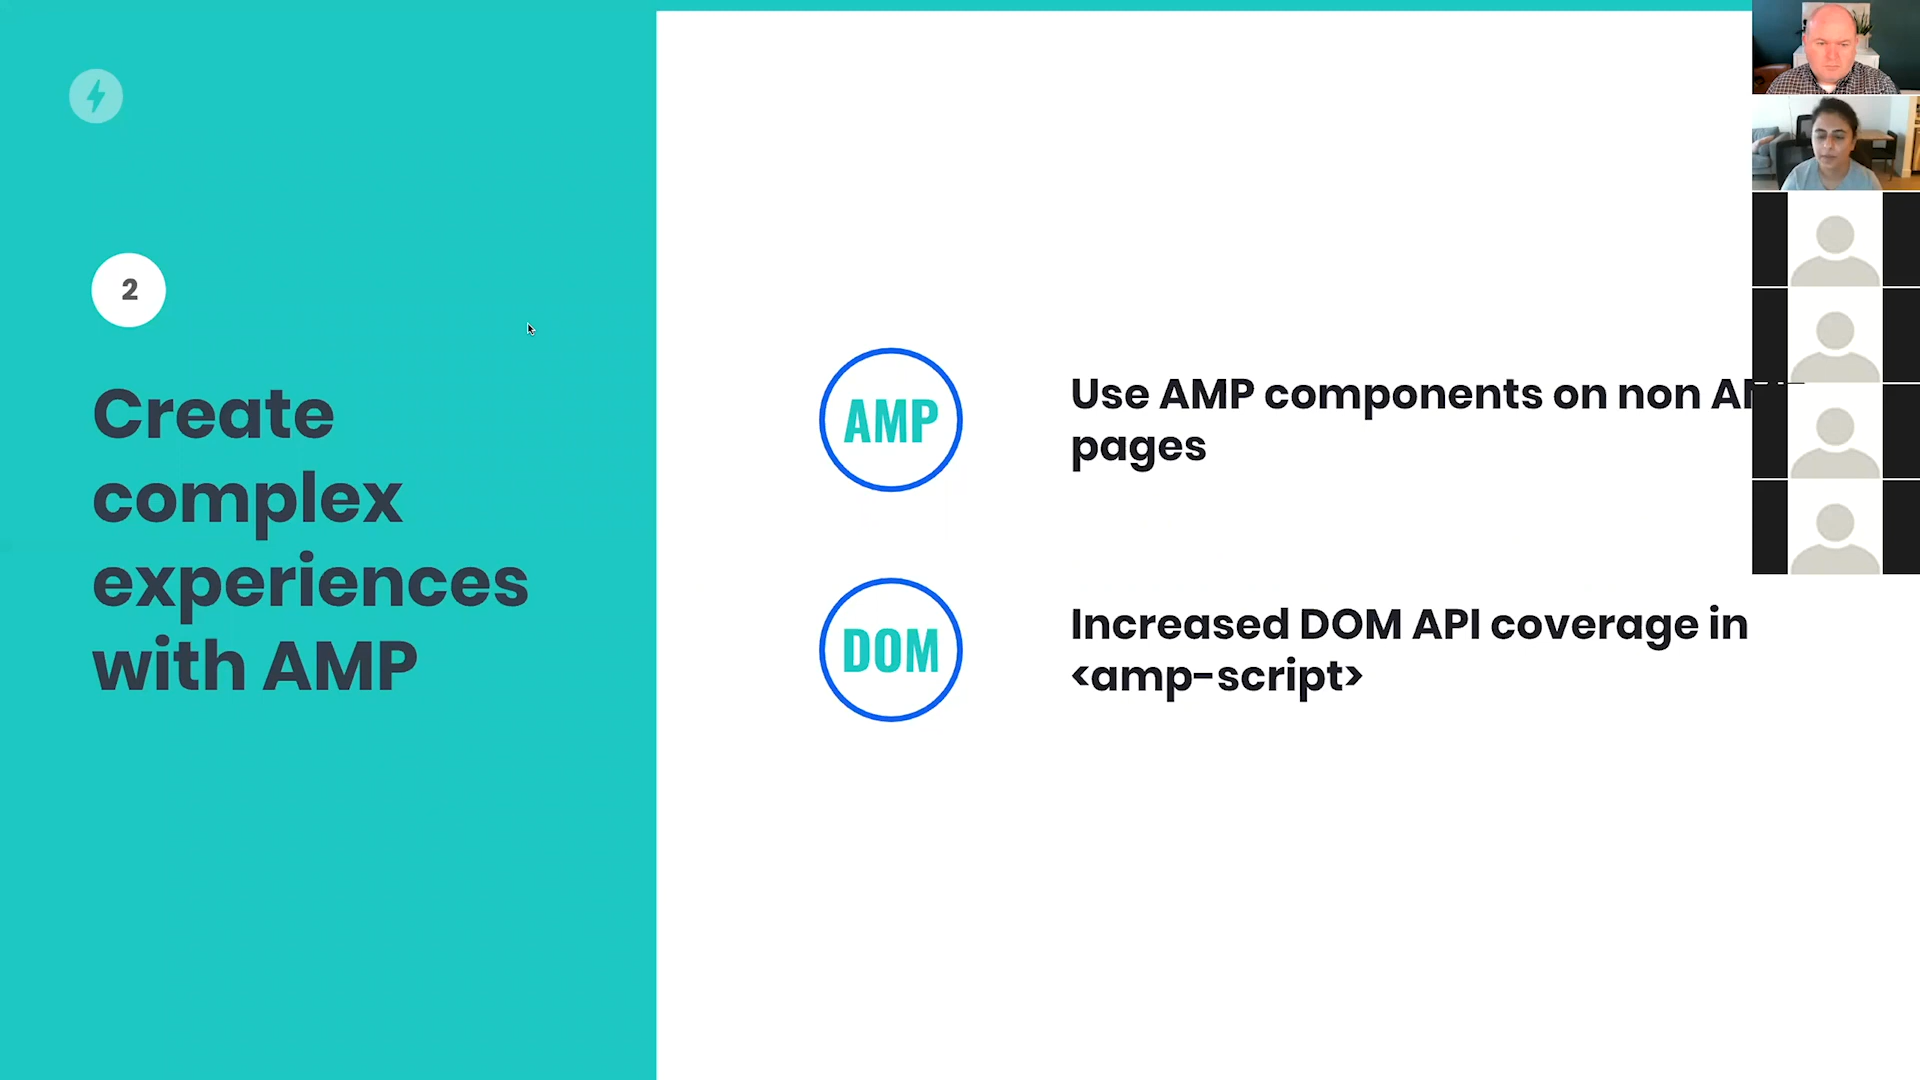 2
Create
complex
experiences
with AMP
AMP
Use AMP components on non
pages
DOM
Increased DOM API coverage in
<amp-script>